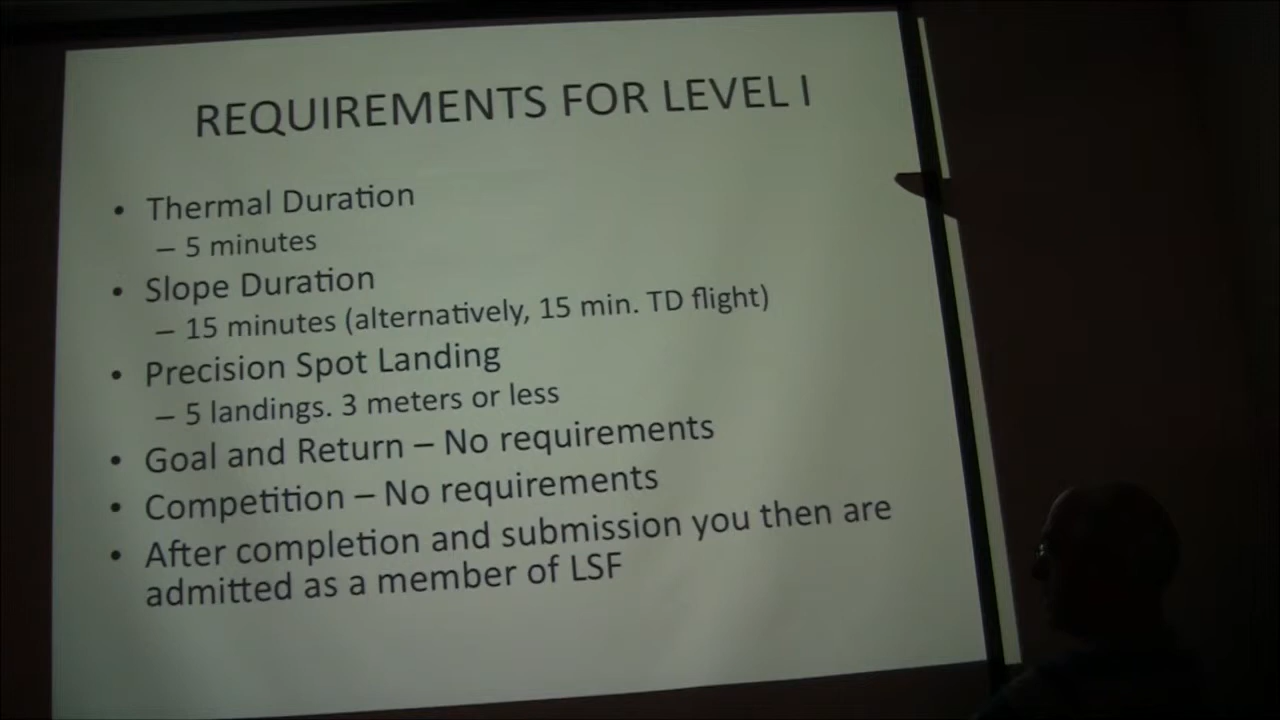 REQUIREMENTS FOR LEVEL I
• Thermal Duration
– 5 minutes
• Slope Duration
– 15 minutes (alternatively, 15 min. TD flight)
• Precision Spot Landing
– 5 landings. 3 meters or less
• Goal and Return – No requirements
• Competition – No requirements
• After completion and submission you then are
admitted as a member of LSF